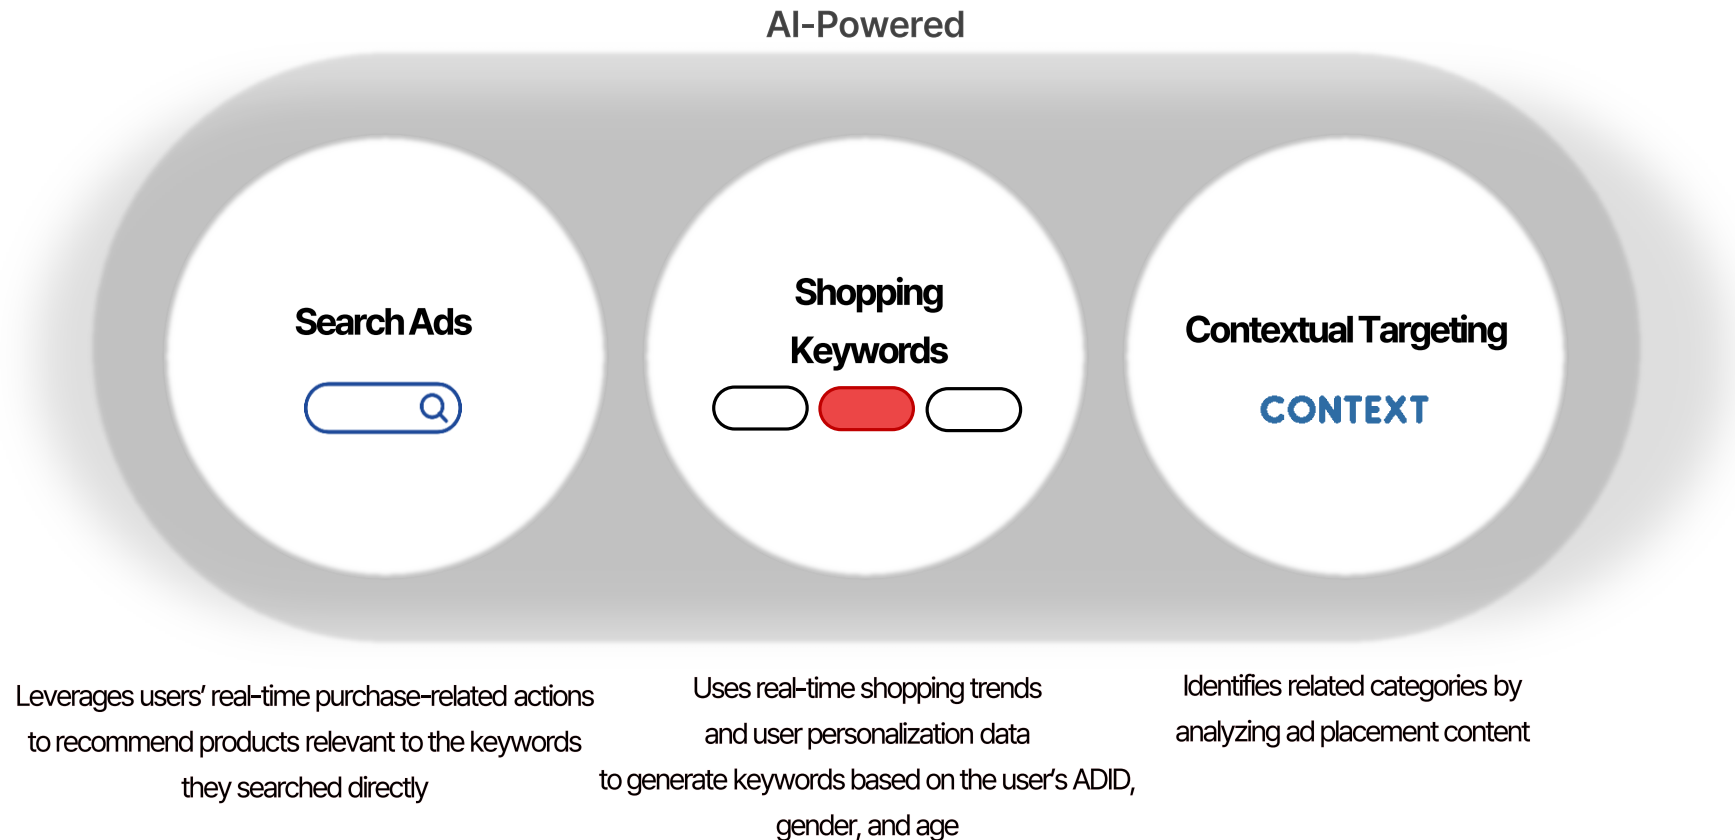 AI-Powered
Search Ads
Shopping
Keywords
Contextual Targeting
CONTEXT
Leverages users’ real-time purchase-related actions
to recommend products relevant to the keywords
they searched directly
Uses real-time shopping trends
and user personalization data
to generate keywords based on the user’s ADID,
gender, and age
Identifies related categories by
analyzing ad placement content